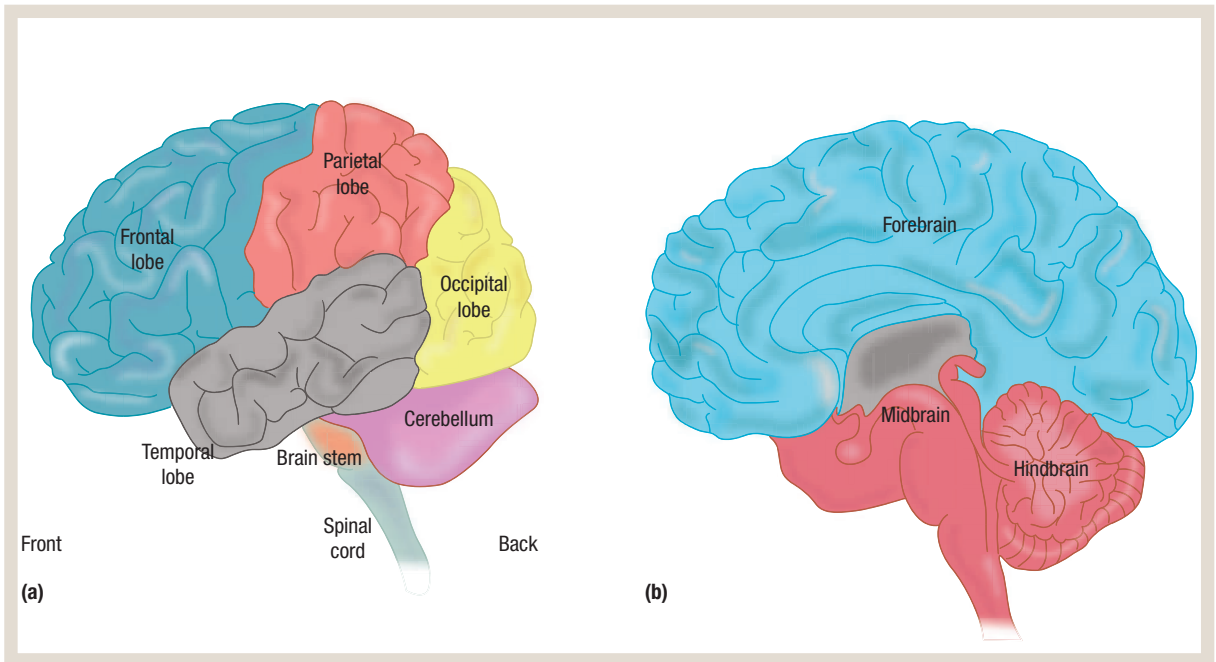 Parietal
lobe
Frontal
lobe
Occipital
lobe
Cerebellum
Temporal
lobe
Brain stem
Spinal
cord
Front
Back
(a)
Forebrain
Midbrain
Hindbrain
(b)